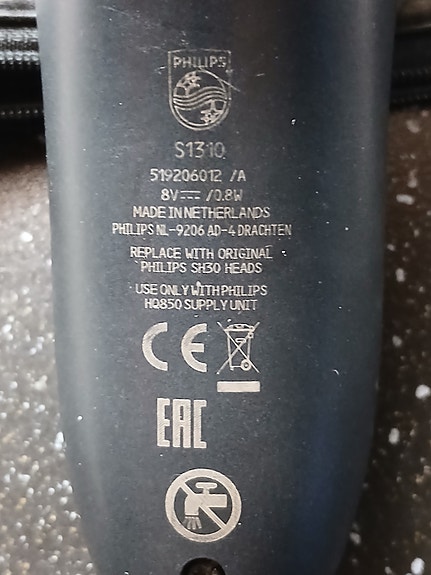 PHILIPS
S1310
519206012 /A
8V⎓ /0.8W
MADE IN NETHERLANDS
PHILIPS NL-9206 AD-4 DRACHTEN
REPLACE WITH ORIGINAL
PHILIPS SH30 HEADS
USE ONLY WITH PHILIPS
HQ850 SUPPLY UNIT
CE
EAC